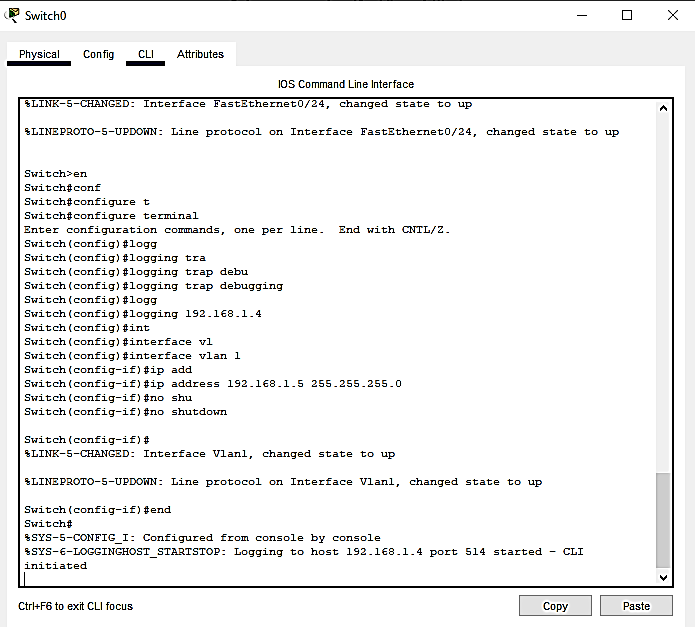 Switch0
Physical Config CLI Attributes
IOS Command Line Interface
%LINK-5-CHANGED: Interface FastEthernet0/24, changed state to up
%LINEPROTO-5-UPDOWN: Line protocol on Interface FastEthernet0/24, changed state to up
Switch>en
Switch#conf
Switch#configure t
Switch#configure terminal
Enter configuration commands, one per line.  End with CNTL/Z.
Switch(config)#logg
Switch(config)#logging tra
Switch(config)#logging trap debu
Switch(config)#logging trap debugging
Switch(config)#logg
Switch(config)#logging 192.168.1.4
Switch(config)#int
Switch(config)#interface vl
Switch(config)#interface vlan 1
Switch(config-if)#ip add
Switch(config-if)#ip address 192.168.1.5 255.255.255.0
Switch(config-if)#no shu
Switch(config-if)#no shutdown
Switch(config-if)#
%LINK-5-CHANGED: Interface Vlan1, changed state to up
%LINEPROTO-5-UPDOWN: Line protocol on Interface Vlan1, changed state to up
Switch(config-if)#end
Switch#
%SYS-5-CONFIG_I: Configured from console by console
%SYS-6-LOGGINGHOST_STARTSTOP: Logging to host 192.168.1.4 port 514 started - CLI
initiated
Ctrl+F6 to exit CLI focus
Copy Paste